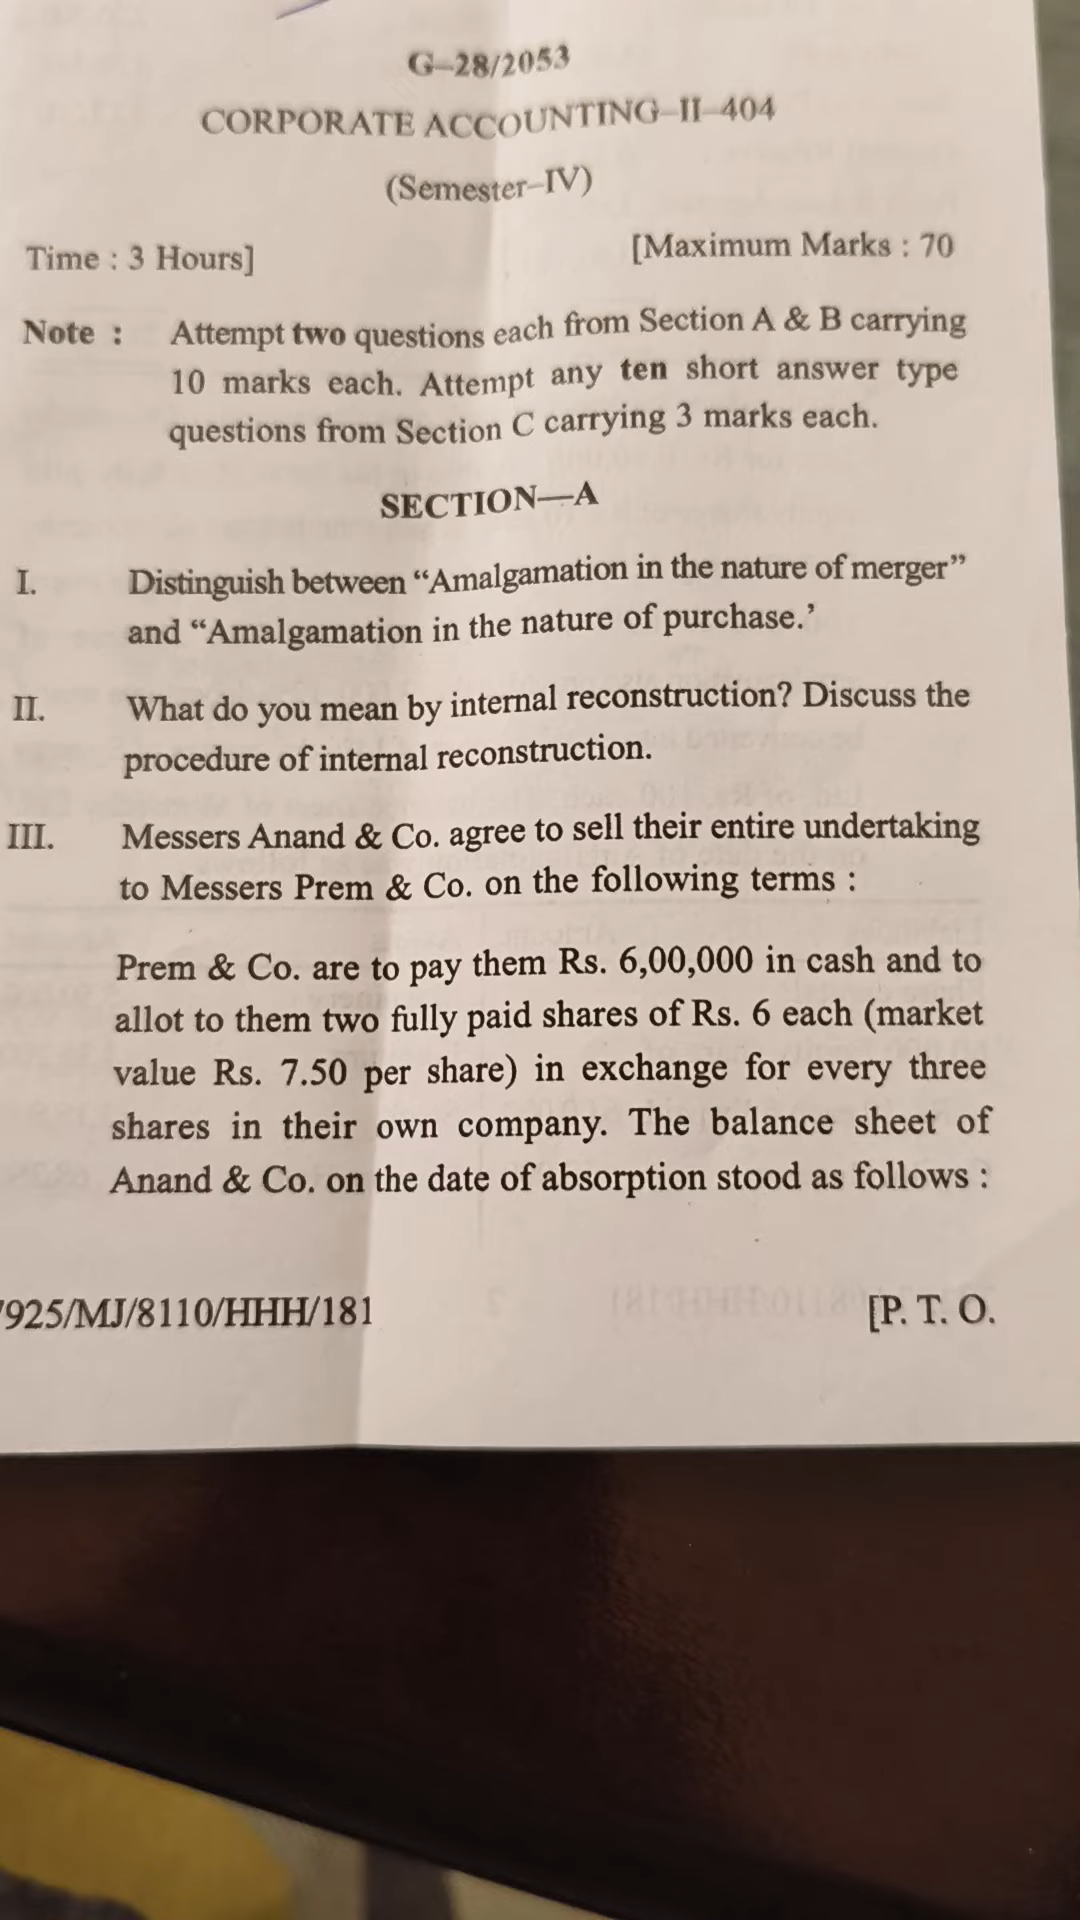 G–28/2053
CORPORATE ACCOUNTING–II–404
(Semester–IV)
Time : 3 Hours]
[Maximum Marks : 70
Note : Attempt two questions each from Section A & B carrying
10 marks each. Attempt any ten short answer type
questions from Section C carrying 3 marks each.
SECTION—A
I. Distinguish between “Amalgamation in the nature of merger”
and “Amalgamation in the nature of purchase.’
II. What do you mean by internal reconstruction? Discuss the
procedure of internal reconstruction.
III. Messers Anand & Co. agree to sell their entire undertaking
to Messers Prem & Co. on the following terms :
Prem & Co. are to pay them Rs. 6,00,000 in cash and to
allot to them two fully paid shares of Rs. 6 each (market
value Rs. 7.50 per share) in exchange for every three
shares in their own company. The balance sheet of
Anand & Co. on the date of absorption stood as follows :
925/MJ/8110/HHH/181
[P. T. O.